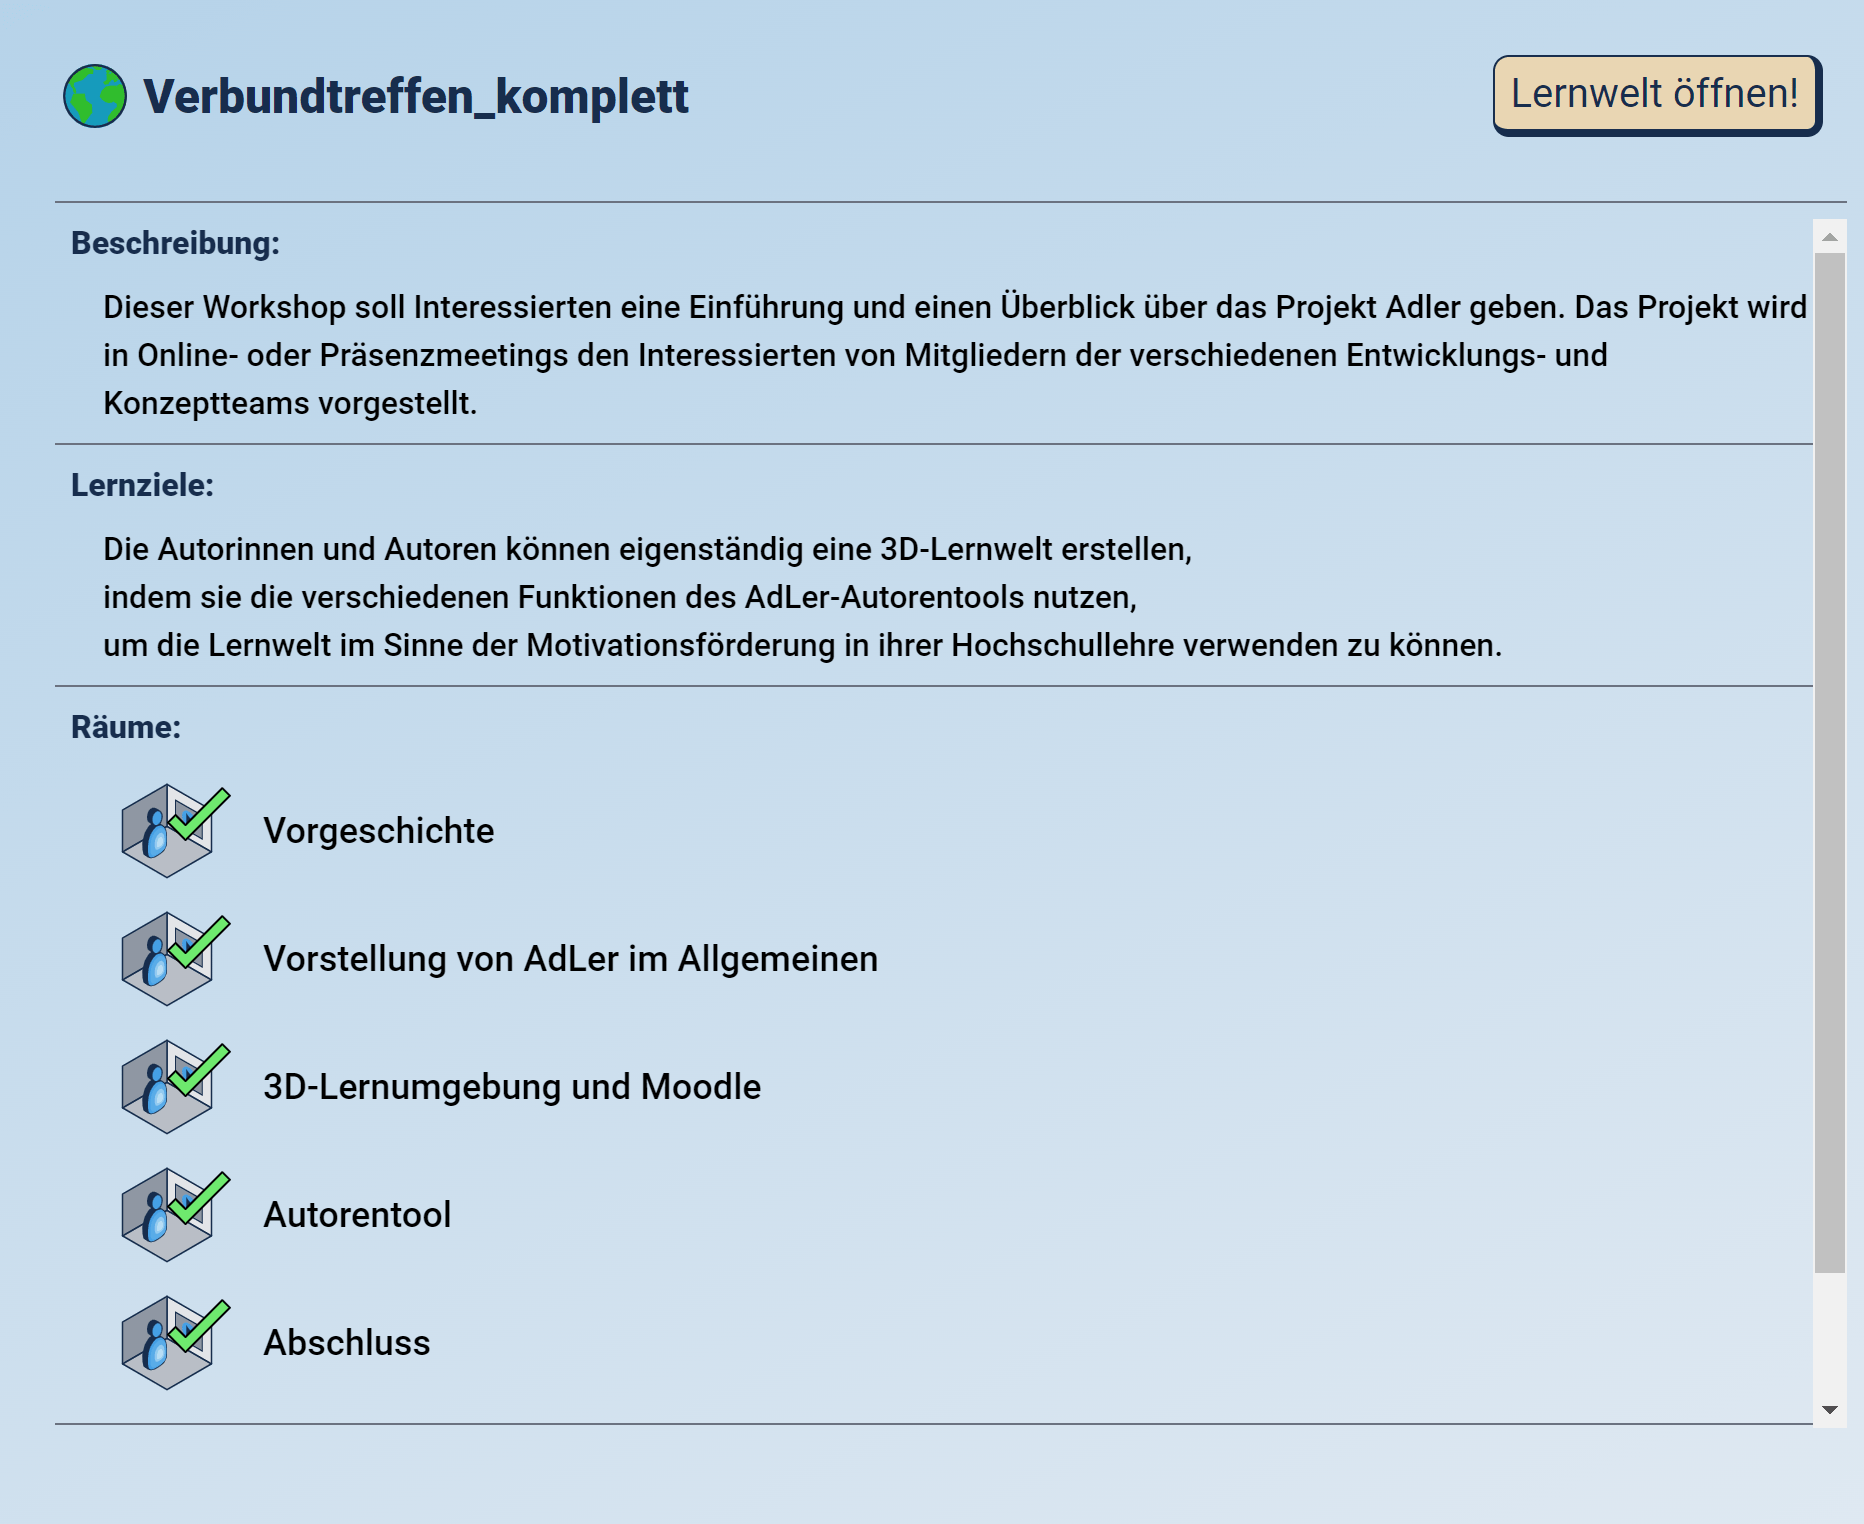 Verbundtreffen_komplett
Lernwelt öffnen!
Beschreibung:
Dieser Workshop soll Interessierten eine Einführung und einen Überblick über das Projekt Adler geben. Das Projekt wird
in Online- oder Präsenzmeetings den Interessierten von Mitgliedern der verschiedenen Entwicklungs- und
Konzeptteams vorgestellt.
Lernziele:
Die Autorinnen und Autoren können eigenständig eine 3D-Lernwelt erstellen,
indem sie die verschiedenen Funktionen des AdLer-Autorentools nutzen,
um die Lernwelt im Sinne der Motivationsförderung in ihrer Hochschullehre verwenden zu können.
Räume:
Vorgeschichte
Vorstellung von AdLer im Allgemeinen
3D-Lernumgebung und Moodle
Autorentool
Abschluss